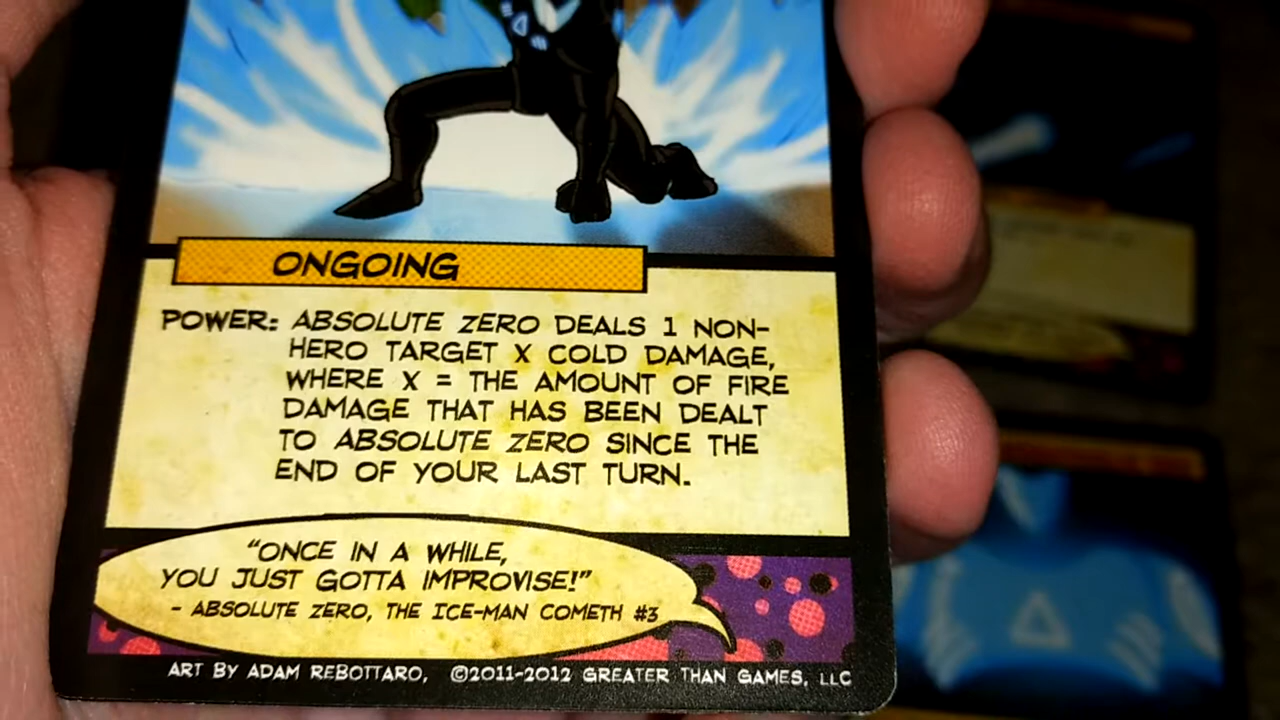 ONGOING
POWER: ABSOLUTE ZERO DEALS 1 NON-
HERO TARGET X COLD DAMAGE,
WHERE X = THE AMOUNT OF FIRE
DAMAGE THAT HAS BEEN DEALT
TO ABSOLUTE ZERO SINCE THE
END OF YOUR LAST TURN.
"ONCE IN A WHILE,
YOU JUST GOTTA IMPROVISE!"
- ABSOLUTE ZERO, THE ICE-MAN COMETH #3
ART BY ADAM REBOTTARO, ©2011-2012 GREATER THAN GAMES, LLC